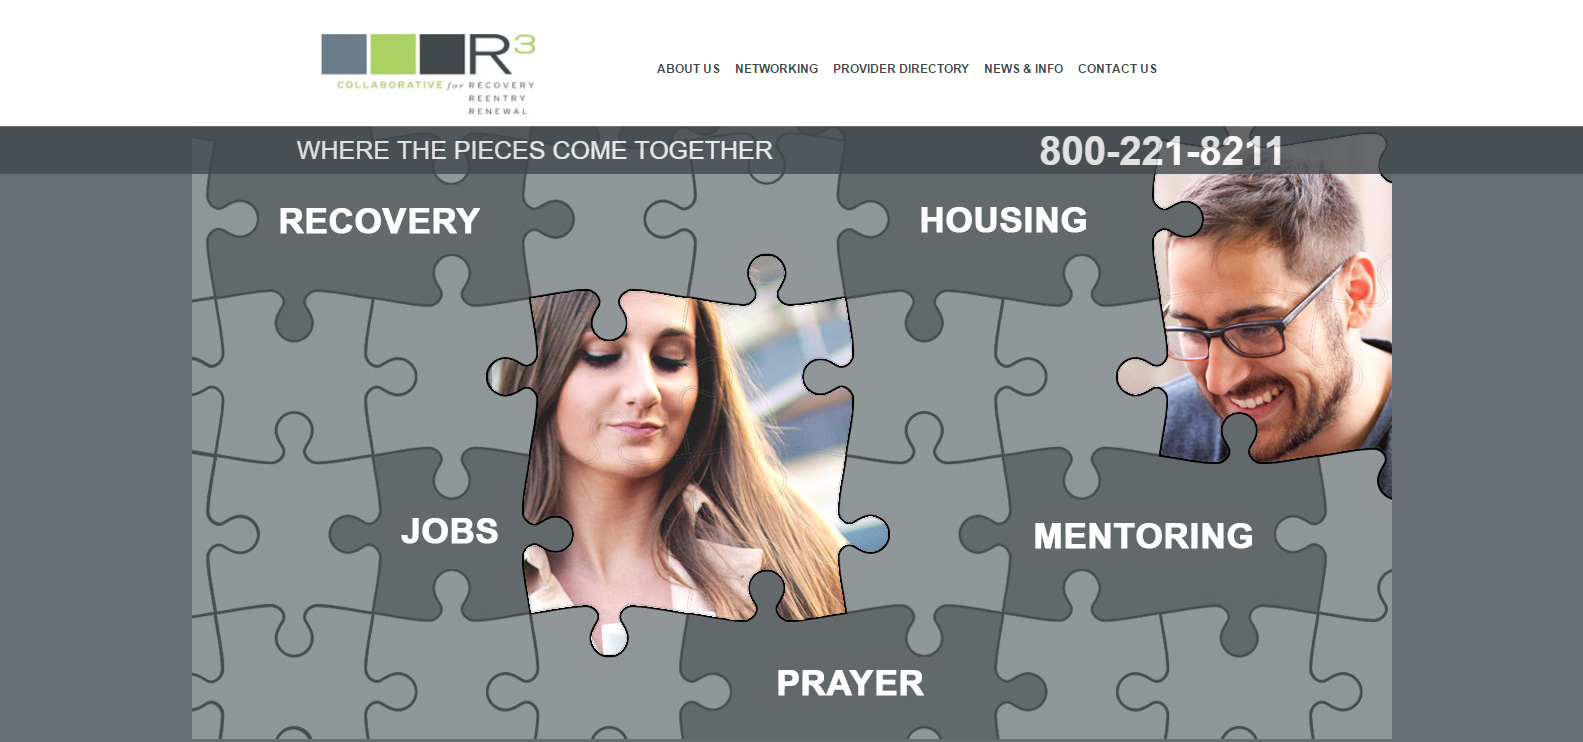 R3
COLLABORATIVE for RECOVERY
REENTRY
RENEWAL
ABOUT US NETWORKING PROVIDER DIRECTORY NEWS & INFO CONTACT US
WHERE THE PIECES COME TOGETHER
800-221-8211
RECOVERY
HOUSING
JOBS
MENTORING
PRAYER